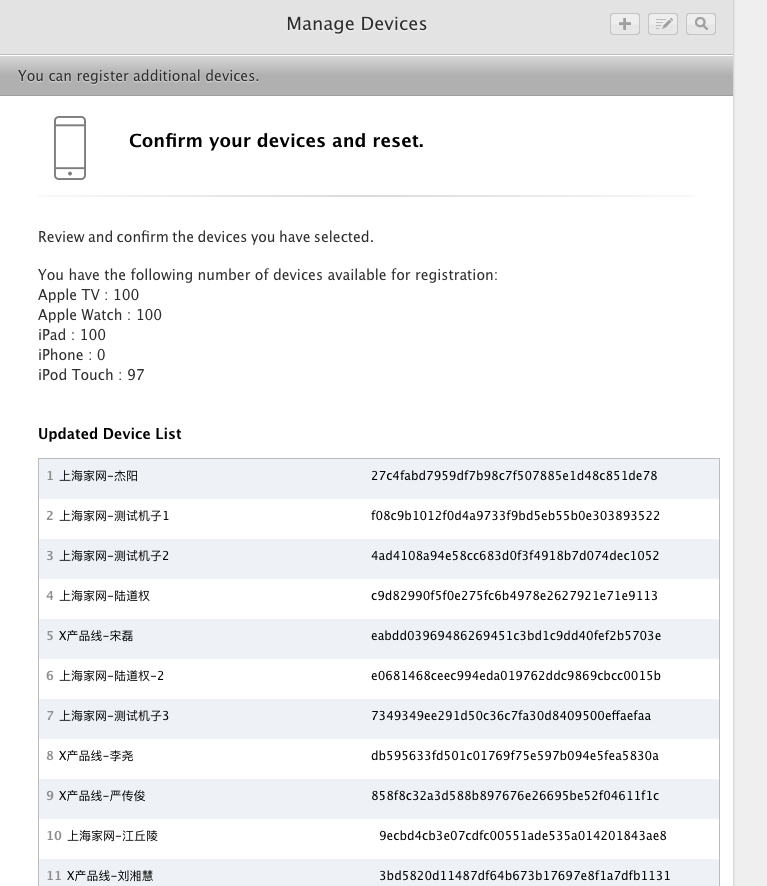 Manage Devices
You can register additional devices.
Confirm your devices and reset.
Review and confirm the devices you have selected.
You have the following number of devices available for registration:
Apple TV : 100
Apple Watch : 100
iPad : 100
iPhone : 0
iPod Touch : 97
Updated Device List
1 上海家网-杰阳 27c4fabd7959df7b98c7f507885e1d48c851de78
2 上海家网-测试机子1 f08c9b1012f0d4a9733f9bd5eb55b0e303893522
3 上海家网-测试机子2 4ad4108a94e58cc683d0f3f4918b7d074dec1052
4 上海家网-陆道权 c9d82990f5f0e275fc6b4978e2627921e71e9113
5 X产品线-宋磊 eabdd03969486269451c3bd1c9dd40fef2b5703e
6 上海家网-陆道权-2 e0681468ceec994eda019762ddc9869cbcc0015b
7 上海家网-测试机子3 7349349ee291d50c36c7fa30d8409500effaefaa
8 X产品线-李尧 db595633fd501c01769f75e597b094e5fea5830a
9 X产品线-严传俊 858f8c32a3d588b897676e26695be52f04611f1c
10 上海家网-江丘陵 9ecbd4cb3e07cdfc00551ade535a014201843ae8
11 X产品线-刘湘慧 3bd5820d11487df64b673b17697e8f1a7dfb1131